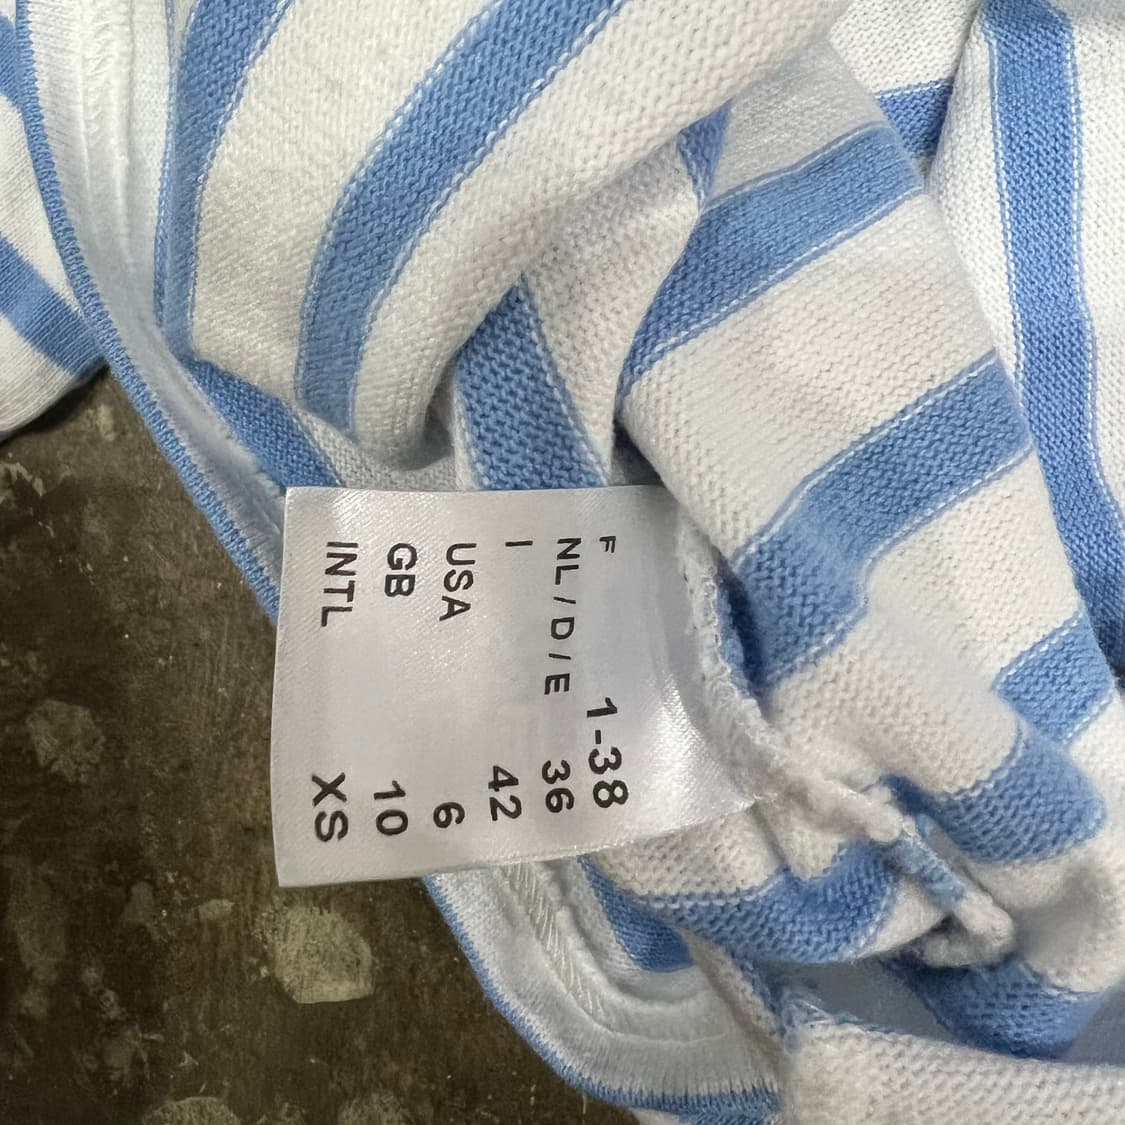 F 1-38
NL / D / E 36
I 42
USA 6
GB 10
INTL XS